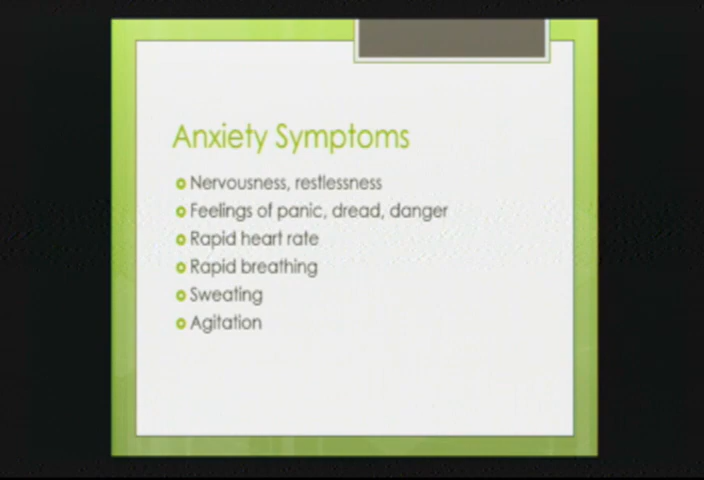 Anxiety Symptoms
Nervousness, restlessness
Feelings of panic, dread, danger
Rapid heart rate
Rapid breathing
Sweating
Agitation